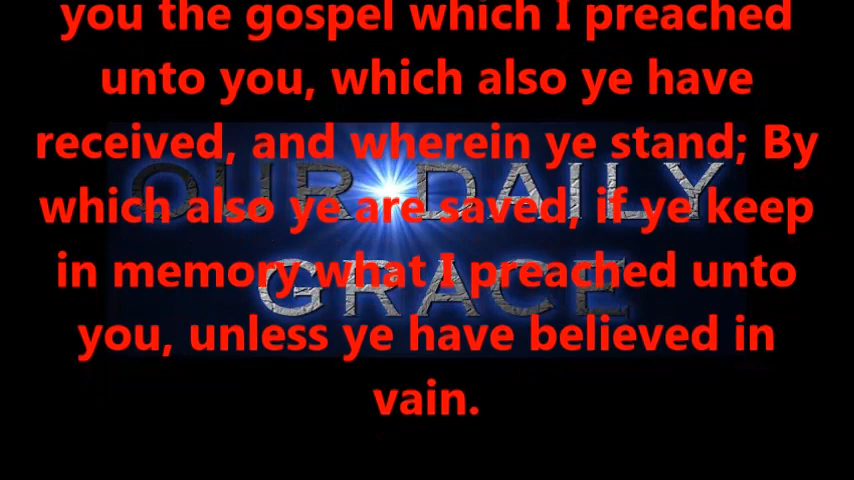 you the gospel which I preached
unto you, which also ye have
received, and wherein ye stand; By
which also ye are saved, if ye keep
in memory what I preached unto
you, unless ye have believed in
vain.
OUR DAILY
GRACE